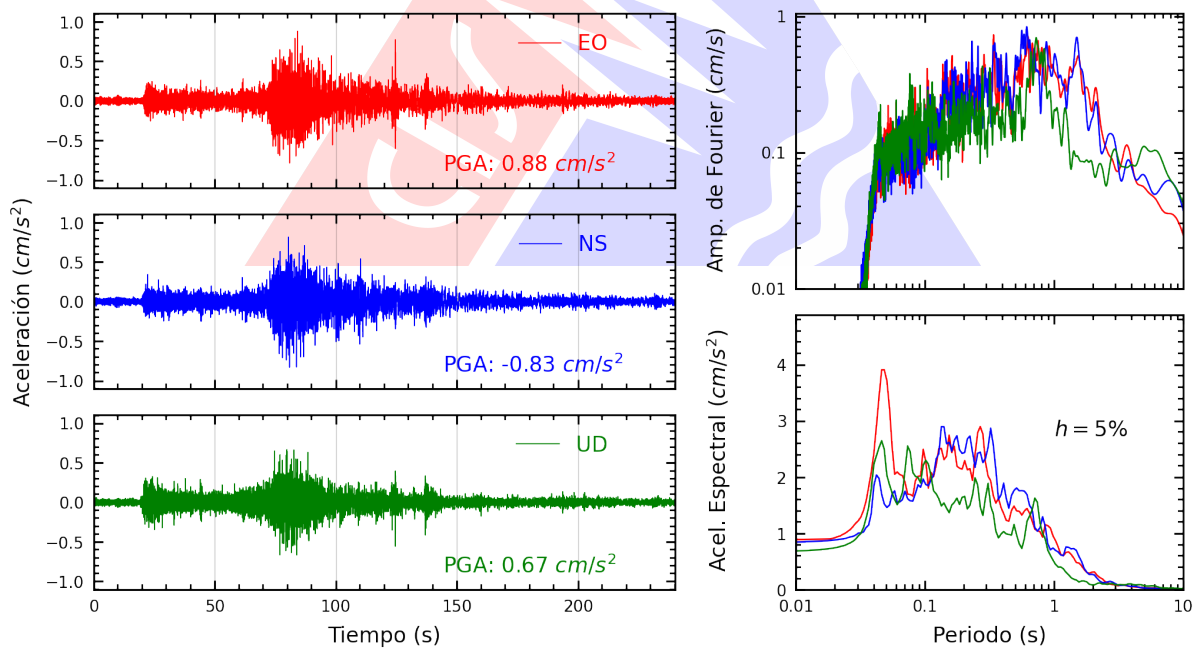 Aceleración (cm/s²)
1.0
0.5
0.0
−0.5
−1.0
EO
PGA: 0.88 cm/s²
1.0
0.5
0.0
−0.5
−1.0
NS
PGA: -0.83 cm/s²
1.0
0.5
0.0
−0.5
−1.0
UD
PGA: 0.67 cm/s²
0 50 100 150 200
Tiempo (s)
Amp. de Fourier (cm/s)
1
0.1
0.01
Acel. Espectral (cm/s²)
4
3
2
1
0
h = 5%
0.01 0.1 1 10
Periodo (s)